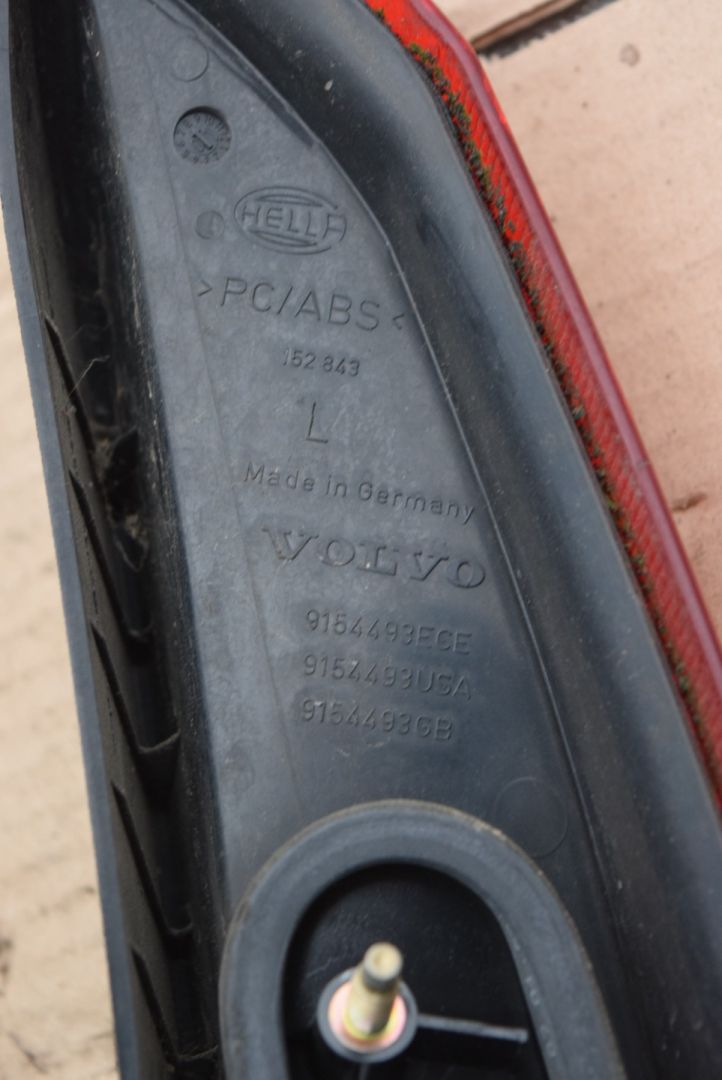 HELLA
>PC/ABS<
152 843
L
Made in Germany
VOLVO
9154493ECE
9154493USA
9154493GB